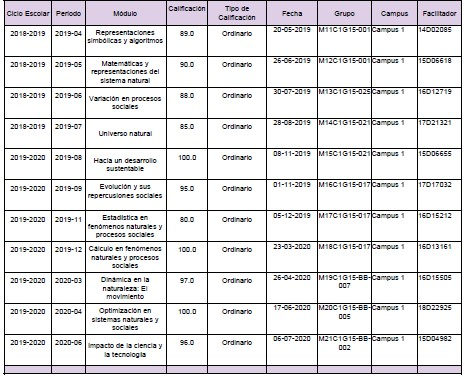 Ciclo Escolar Periodo Módulo Calificación Tipo de Calificación Fecha Grupo Campus Facilitador
2018-2019 2019-04 Representaciones simbólicas y algoritmos 89.0 Ordinario 20-05-2019 M11C1G15-001 Campus 1 14D02085
2018-2019 2019-05 Matemáticas y representaciones del sistema natural 90.0 Ordinario 26-06-2019 M12C1G15-001 Campus 1 15D06618
2018-2019 2019-06 Variación en procesos sociales 88.0 Ordinario 30-07-2019 M13C1G15-025 Campus 1 16D12719
2018-2019 2019-07 Universo natural 85.0 Ordinario 28-08-2019 M14C1G15-021 Campus 1 17D21321
2019-2020 2019-08 Hacia un desarrollo sustentable 100.0 Ordinario 08-11-2019 M15C1G15-021 Campus 1 15D06655
2019-2020 2019-09 Evolución y sus repercusiones sociales 95.0 Ordinario 01-11-2019 M16C1G15-017 Campus 1 17D17032
2019-2020 2019-11 Estadística en fenómenos naturales y procesos sociales 80.0 Ordinario 05-12-2019 M17C1G15-017 Campus 1 16D15212
2019-2020 2019-12 Cálculo en fenómenos naturales y procesos sociales 100.0 Ordinario 23-03-2020 M18C1G15-017 Campus 1 16D13161
2019-2020 2020-03 Dinámica en la naturaleza: El movimiento 97.0 Ordinario 26-04-2020 M19C1G15-BB-007 Campus 1 16D15505
2019-2020 2020-04 Optimización en sistemas naturales y sociales 100.0 Ordinario 17-06-2020 M20C1G15-BB-005 Campus 1 18D22925
2019-2020 2020-06 Impacto de la ciencia y la tecnología 96.0 Ordinario 06-07-2020 M21C1G15-BB-002 Campus 1 15D04982